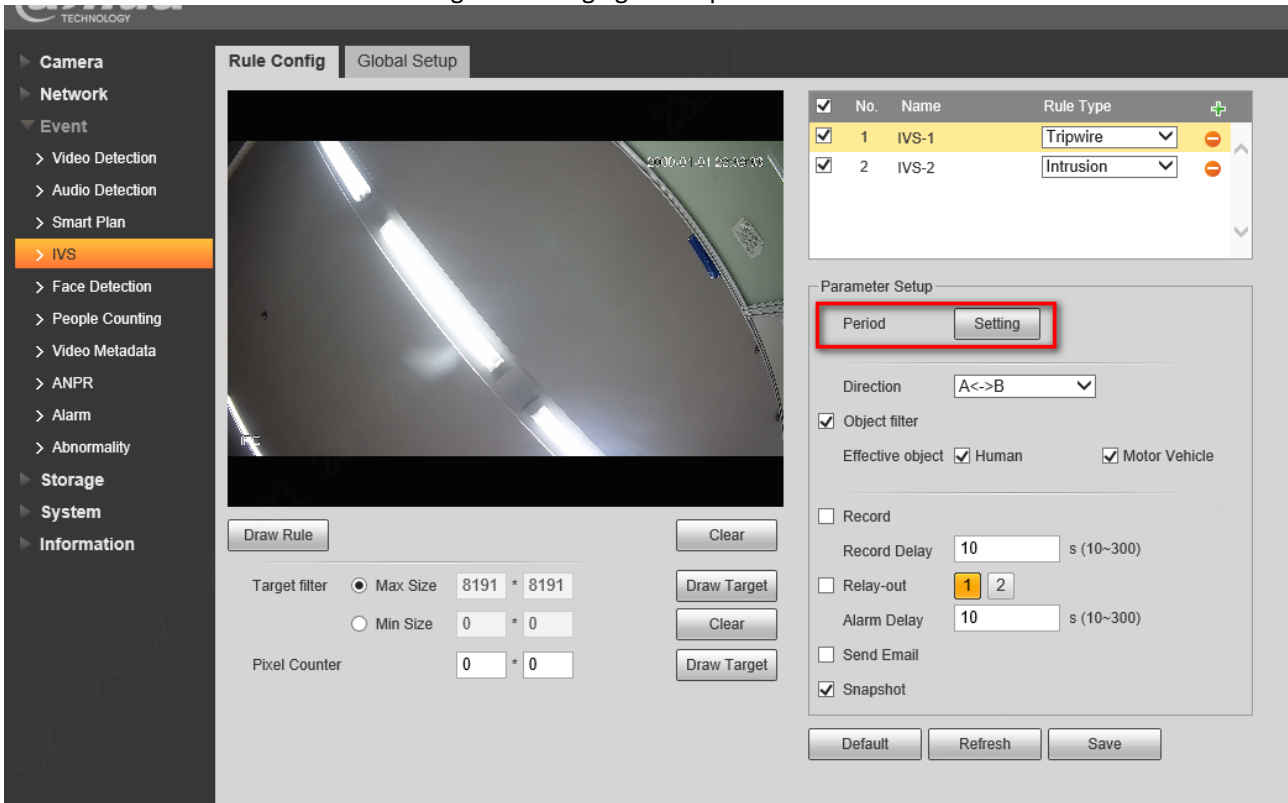 TECHNOLOGY
Camera
Network
Event
Video Detection
Audio Detection
Smart Plan
IVS
Face Detection
People Counting
Video Metadata
ANPR
Alarm
Abnormality
Storage
System
Information
Rule Config Global Setup
IPC
Draw Rule Clear
Target filter Max Size 8191 * 8191 Draw Target
Min Size 0 * 0 Clear
Pixel Counter 0 * 0 Draw Target
No. Name Rule Type
1 IVS-1 Tripwire
2 IVS-2 Intrusion
Parameter Setup
Period Setting
Direction A<->B
Object filter
Effective object Human Motor Vehicle
Record
Record Delay 10 s (10~300)
Relay-out 1 2
Alarm Delay 10 s (10~300)
Send Email
Snapshot
Default Refresh Save
233621